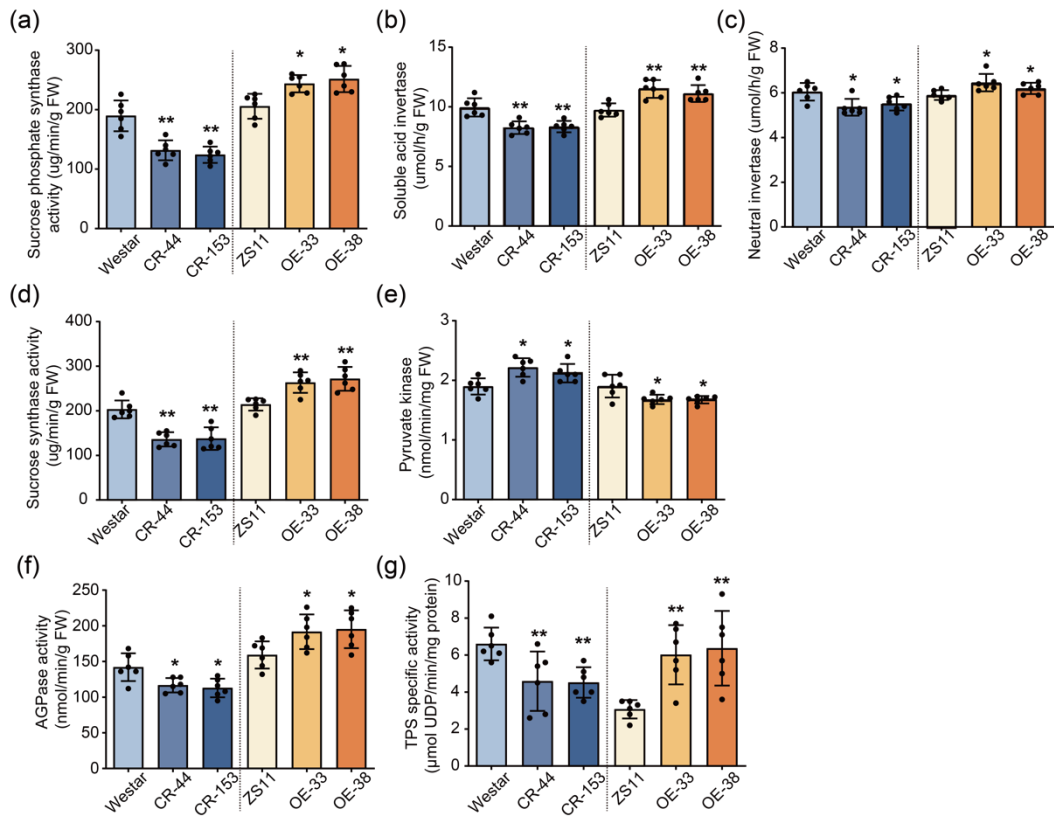 (a)
Sucrose phosphate synthase
activity (ug/min/g FW)
300
200
100
0
** ** * *
Westar CR-44 CR-153 ZS11 OE-33 OE-38
(b)
Soluble acid invertase
(umol/h/g FW)
15
10
5
0
** ** ** **
Westar CR-44 CR-153 ZS11 OE-33 OE-38
(c)
Neutral invertase (umol/h/g FW)
8
6
4
2
0
* * * *
Westar CR-44 CR-153 ZS11 OE-33 OE-38
(d)
Sucrose synthase activity
(ug/min/g FW)
400
300
200
100
0
** ** ** **
Westar CR-44 CR-153 ZS11 OE-33 OE-38
(e)
Pyruvate kinase
(nmol/min/mg FW)
3
2
1
0
* * * *
Westar CR-44 CR-153 ZS11 OE-33 OE-38
(f)
AGPase activity
(nmol/min/g FW)
250
200
150
100
50
0
* * * *
Westar CR-44 CR-153 ZS11 OE-33 OE-38
(g)
TPS specific activity
(μmol UDP/min/mg protein)
10
8
6
4
2
0
** ** ** **
Westar CR-44 CR-153 ZS11 OE-33 OE-38